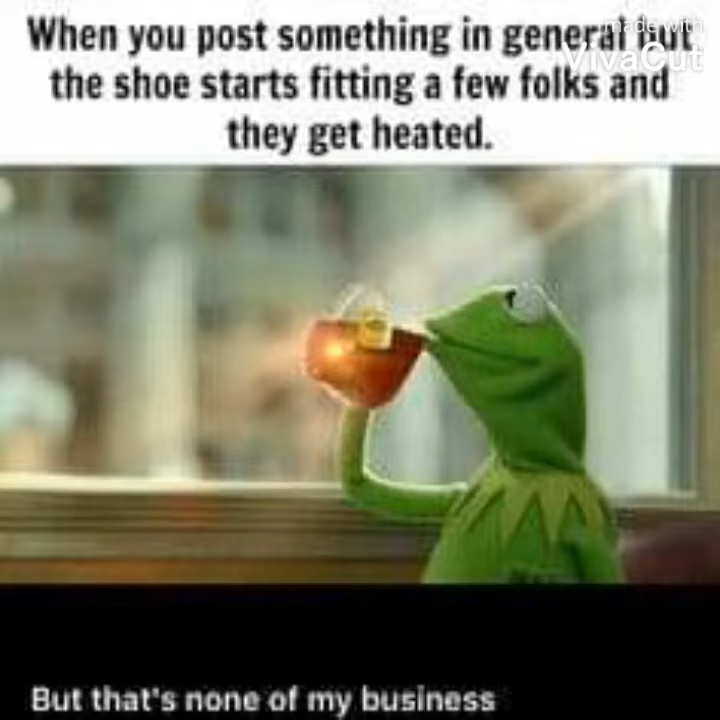 When you post something in general but
the shoe starts fitting a few folks and
they get heated.
made with
VivaCut
But that's none of my business